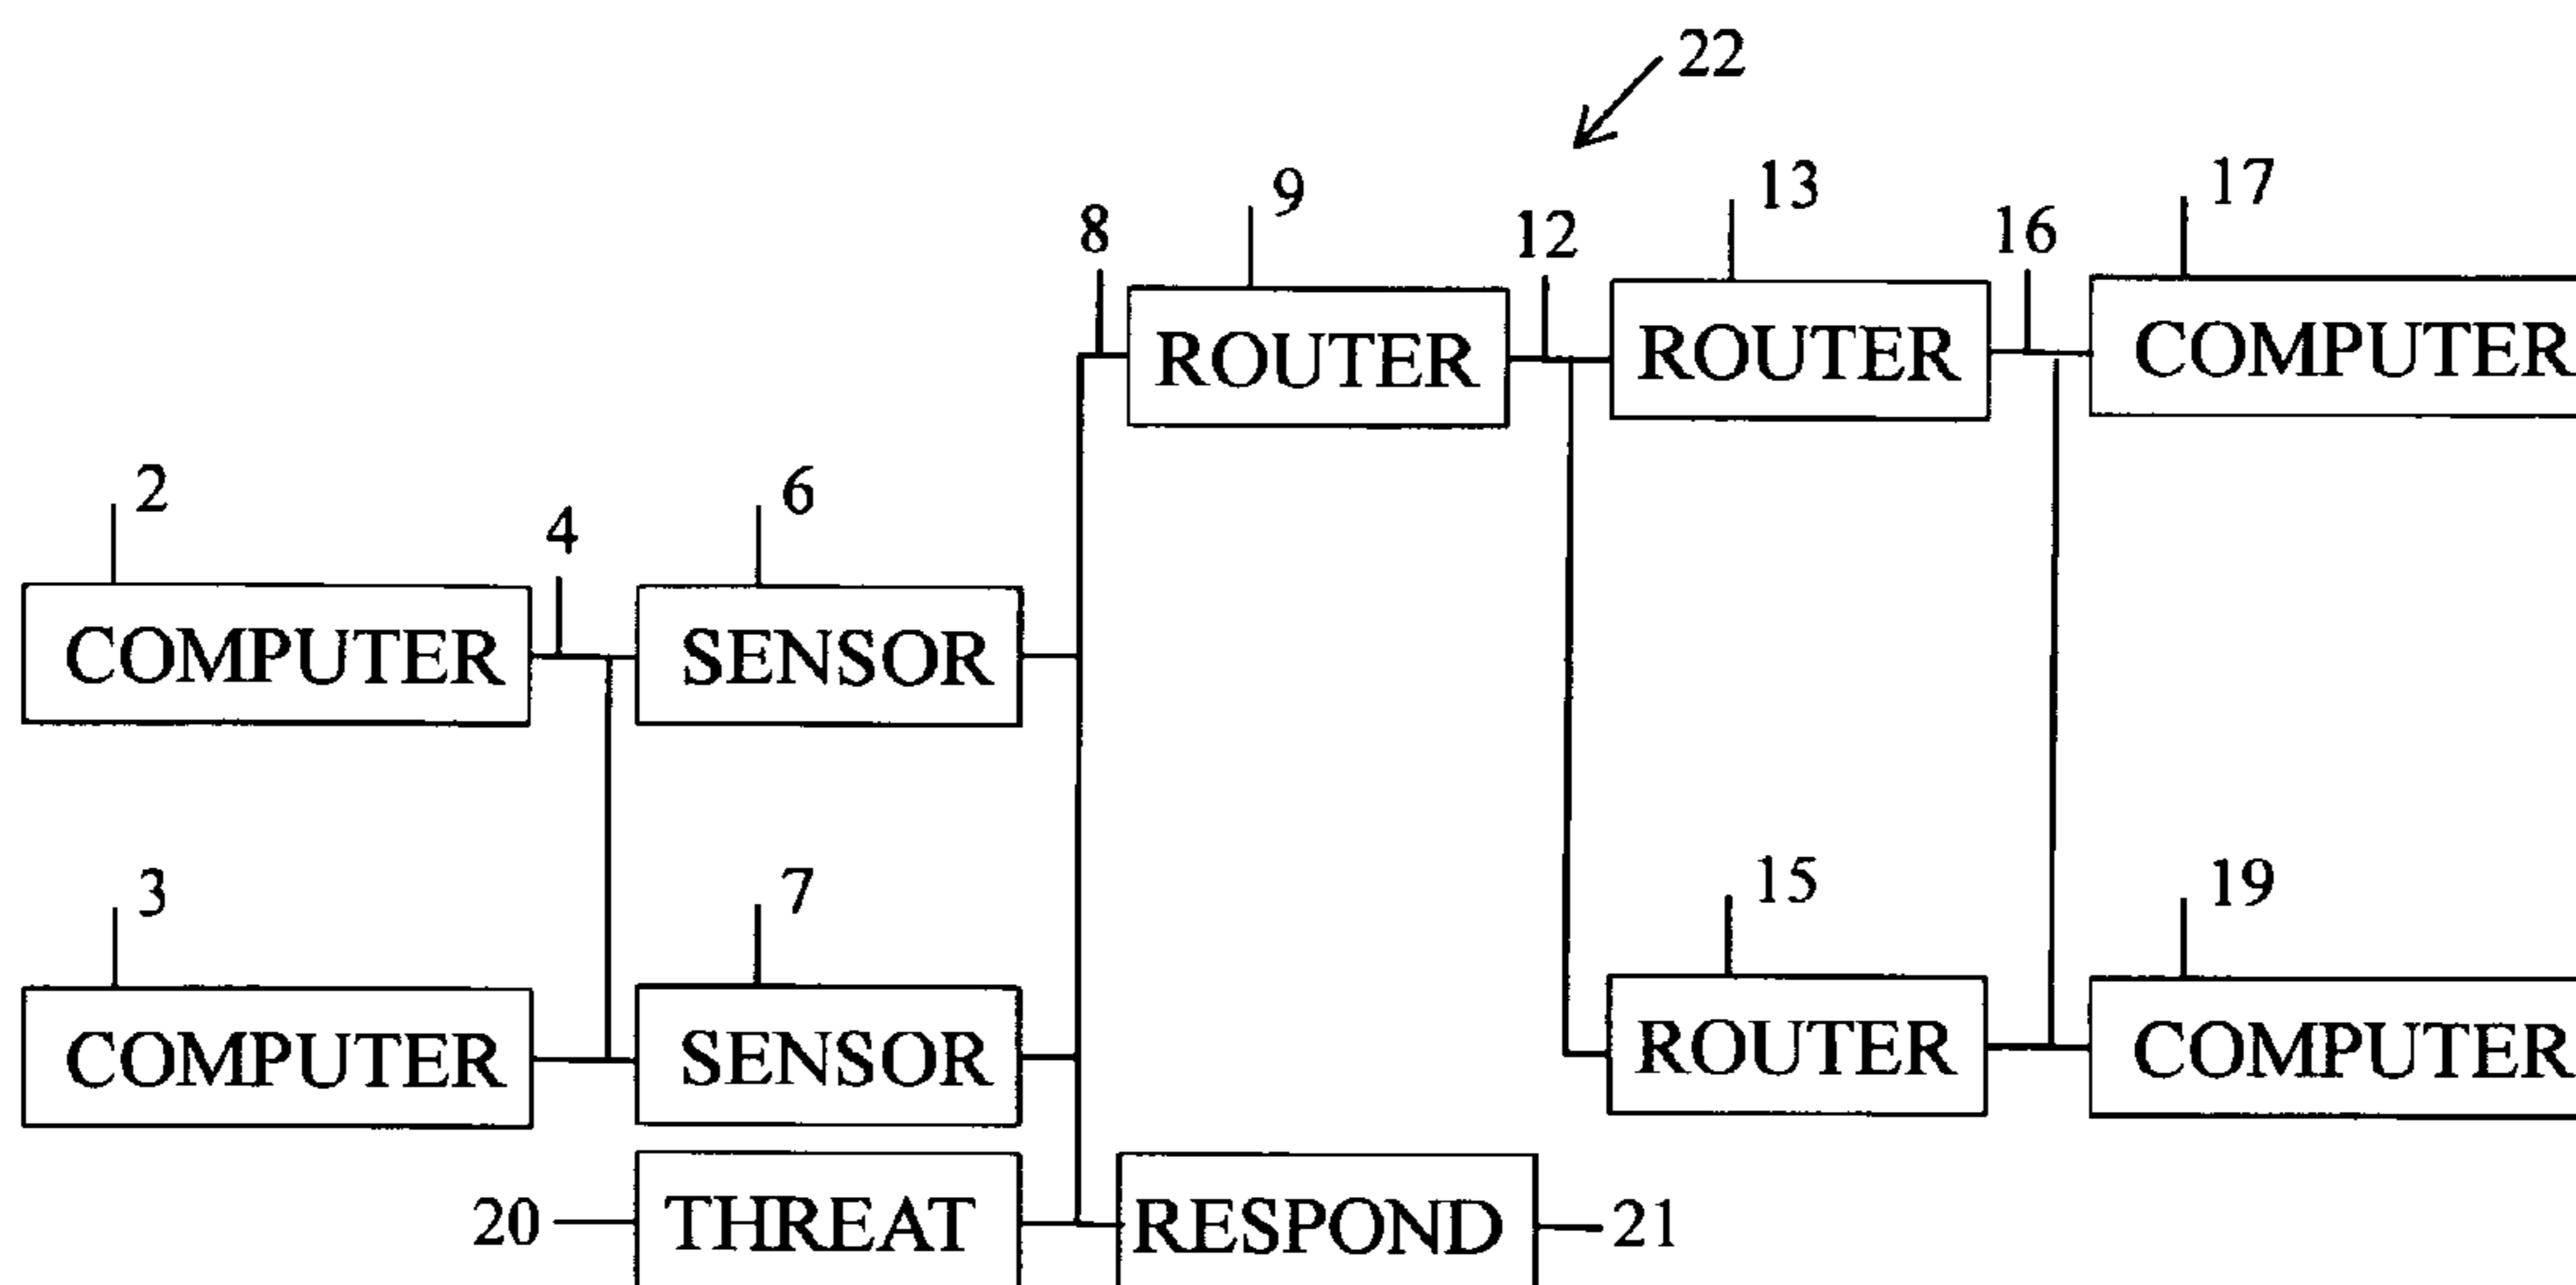 22
9
13
17
8
12
16
ROUTER
ROUTER
COMPUTER
2
4
6
COMPUTER
SENSOR
3
7
15
19
COMPUTER
SENSOR
ROUTER
COMPUTER
20
THREAT
RESPOND
21